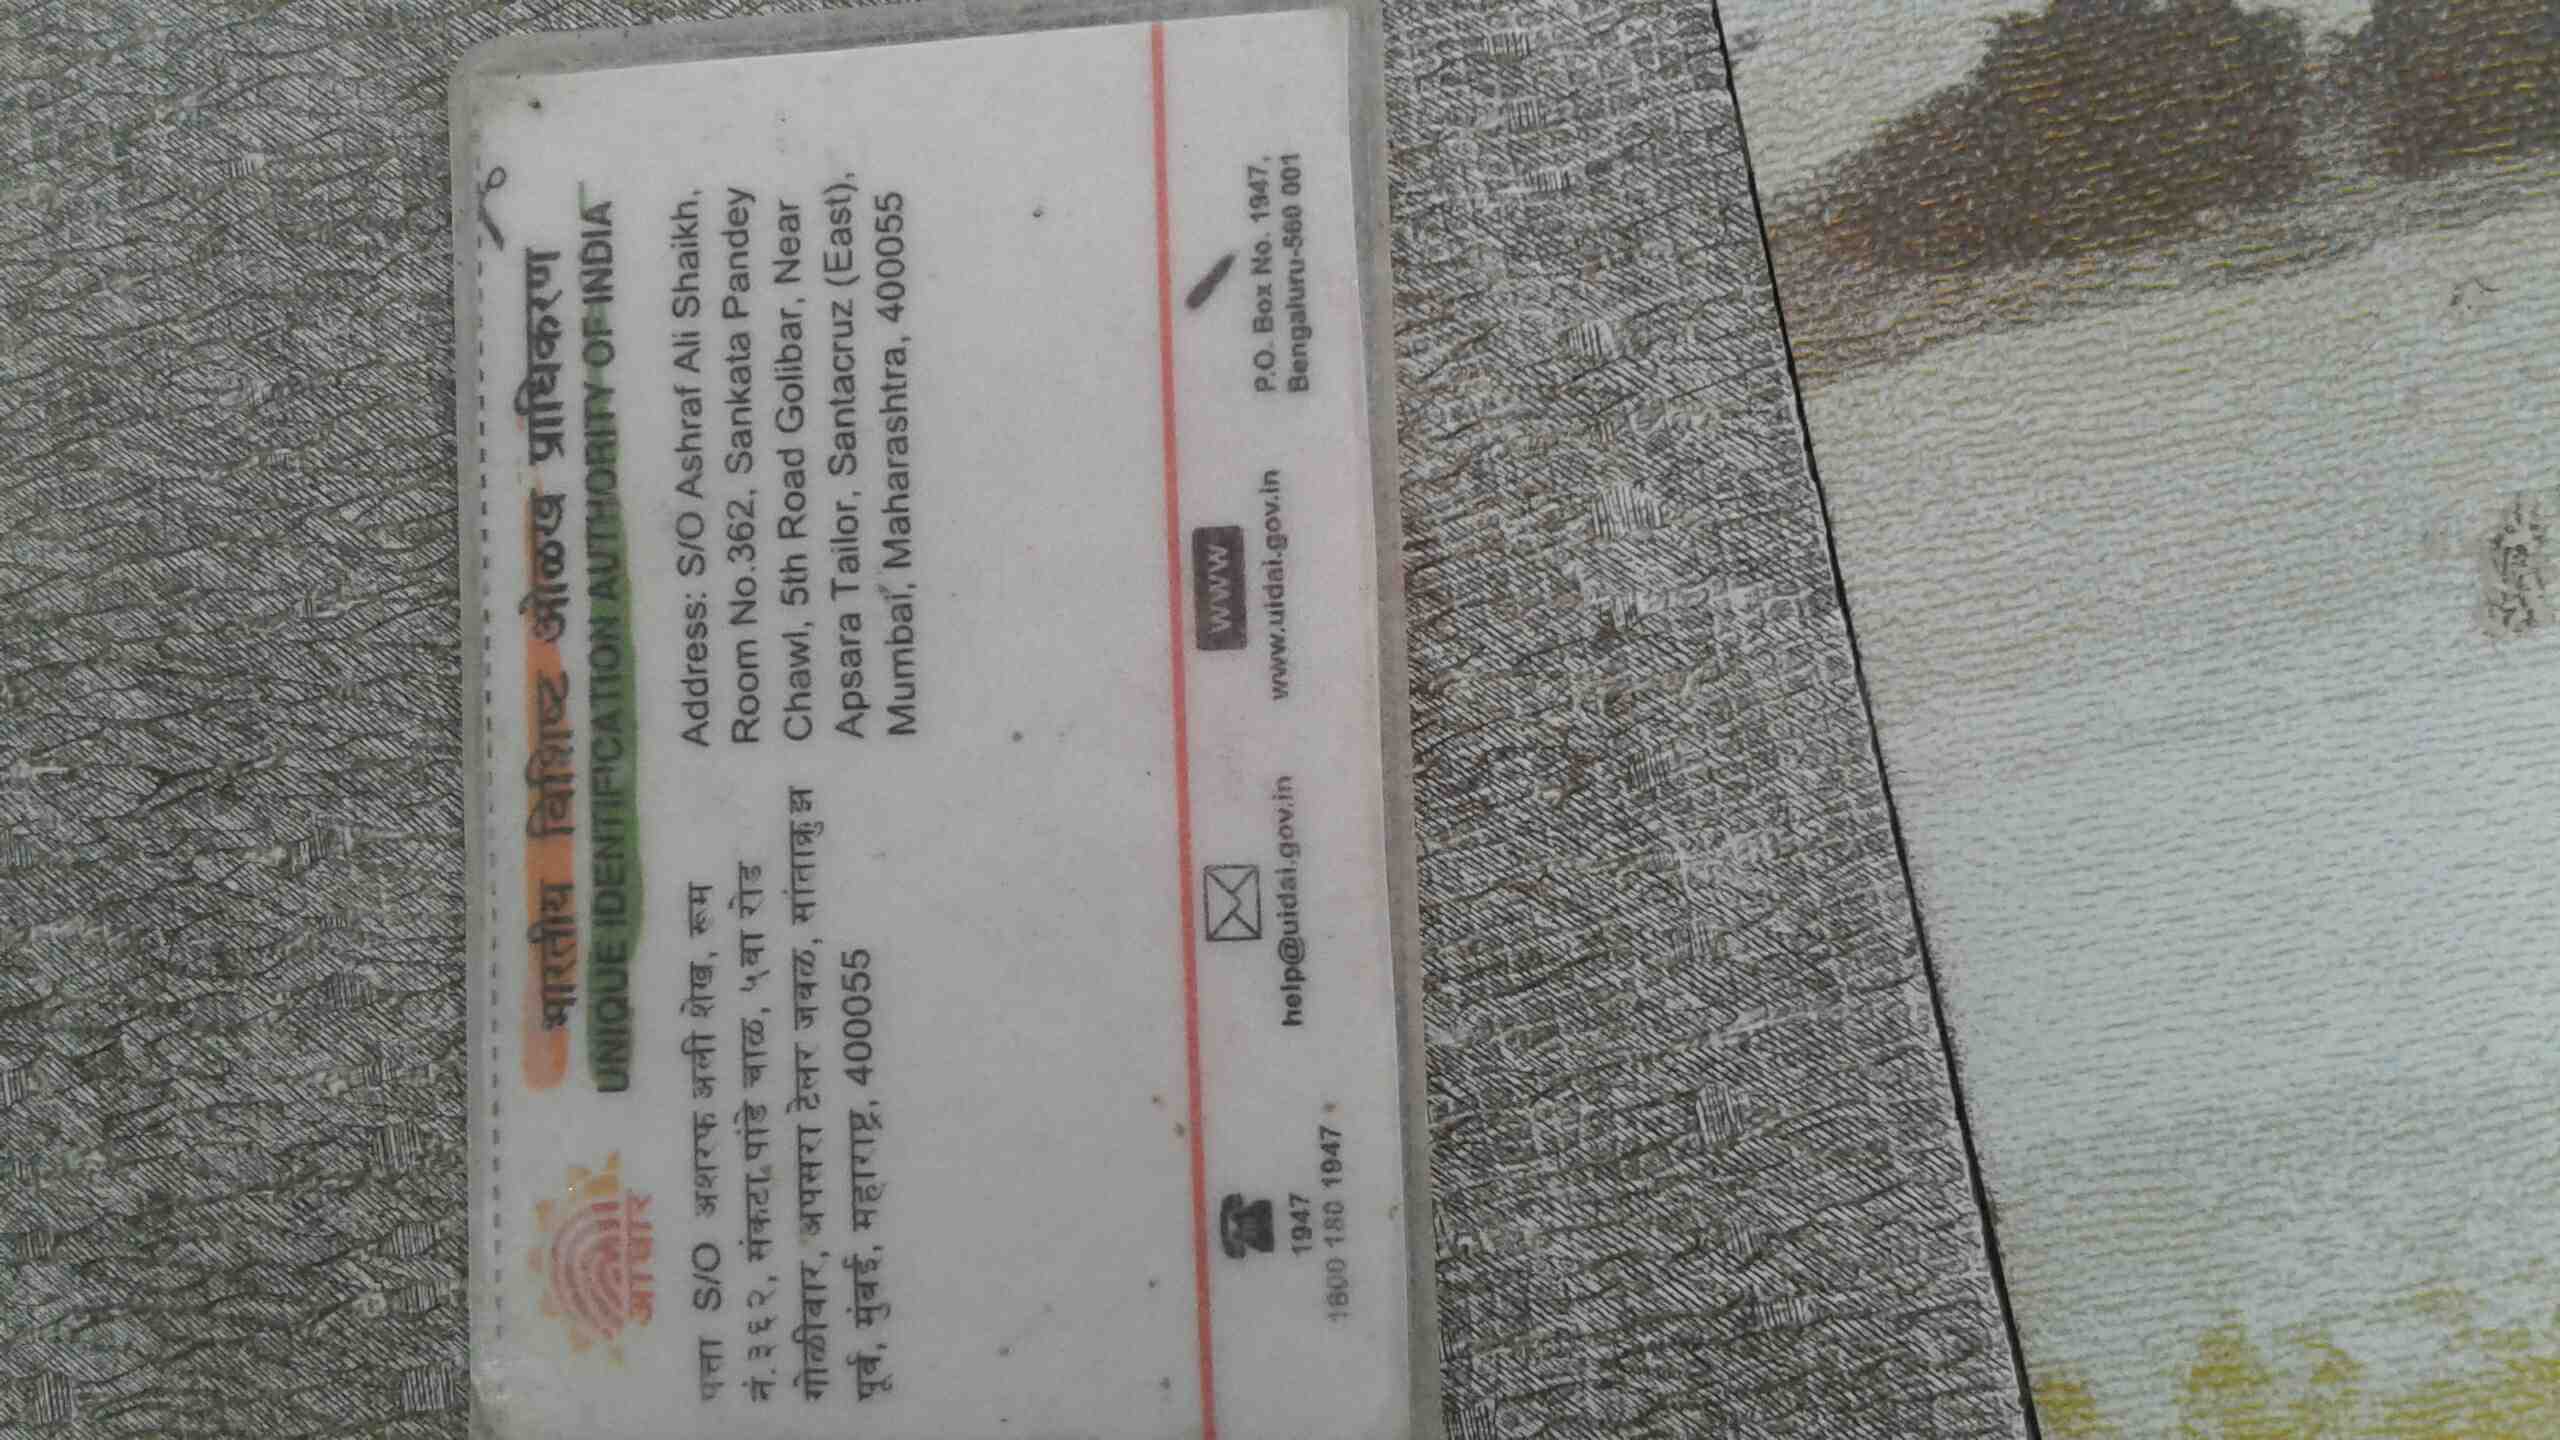 भारतीय विशिष्ट ओळख प्राधिकरण
UNIQUE IDENTIFICATION AUTHORITY OF INDIA
आधार
पत्ता S/O अशरफ अली शेख, रूम
नं.३६२, संकटा पांडे चाळ, ५वा रोड
गोळीबार, अपसरा टेलर जवळ, सांताक्रुझ
पूर्व, मुंबई, महाराष्ट्र, 400055
Address: S/O Ashraf Ali Shaikh,
Room No.362, Sankata Pandey
Chawl, 5th Road Golibar, Near
Apsara Tailor, Santacruz (East),
Mumbai, Maharashtra, 400055
1947
1800 180 1947
help@uidai.gov.in
WWW
www.uidai.gov.in
P.O. Box No. 1947,
Bengaluru-560 001